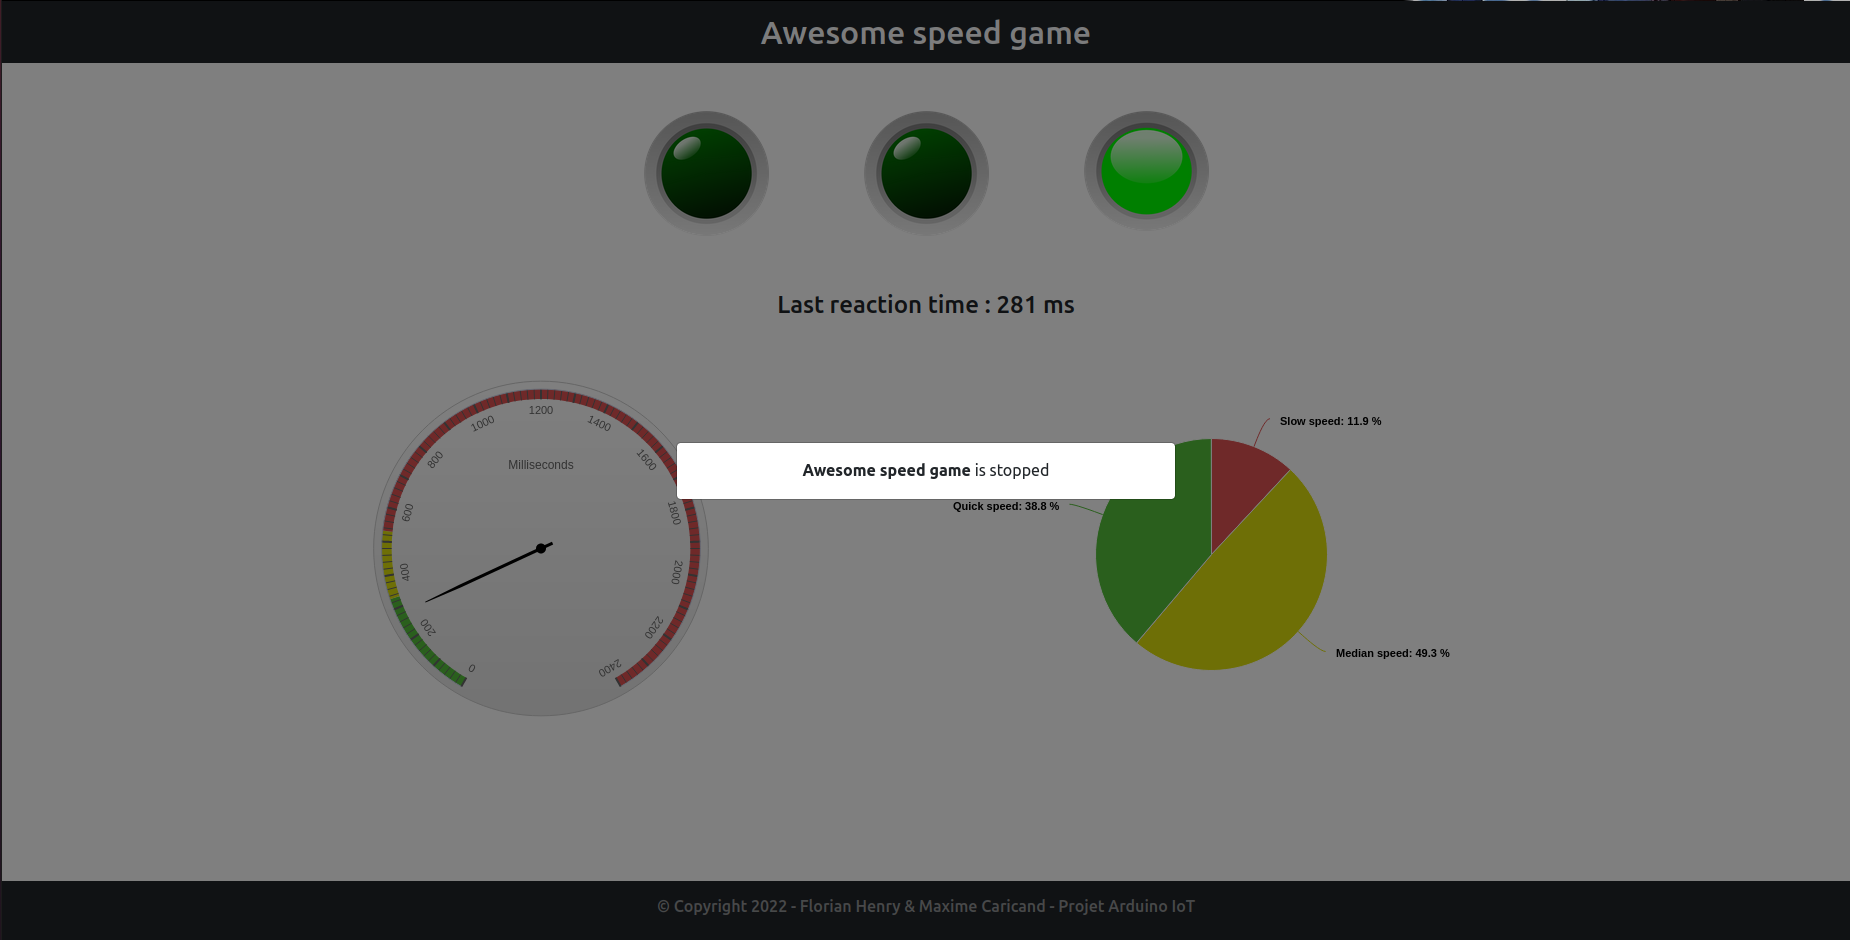 Awesome speed game
Last reaction time : 281 ms
0
200
400
600
800
1000
1200
1400
1600
1800
2000
2200
2400
Milliseconds
Awesome speed game is stopped
Slow speed: 11.9 %
Quick speed: 38.8 %
Median speed: 49.3 %
© Copyright 2022 - Florian Henry & Maxime Caricand - Projet Arduino IoT